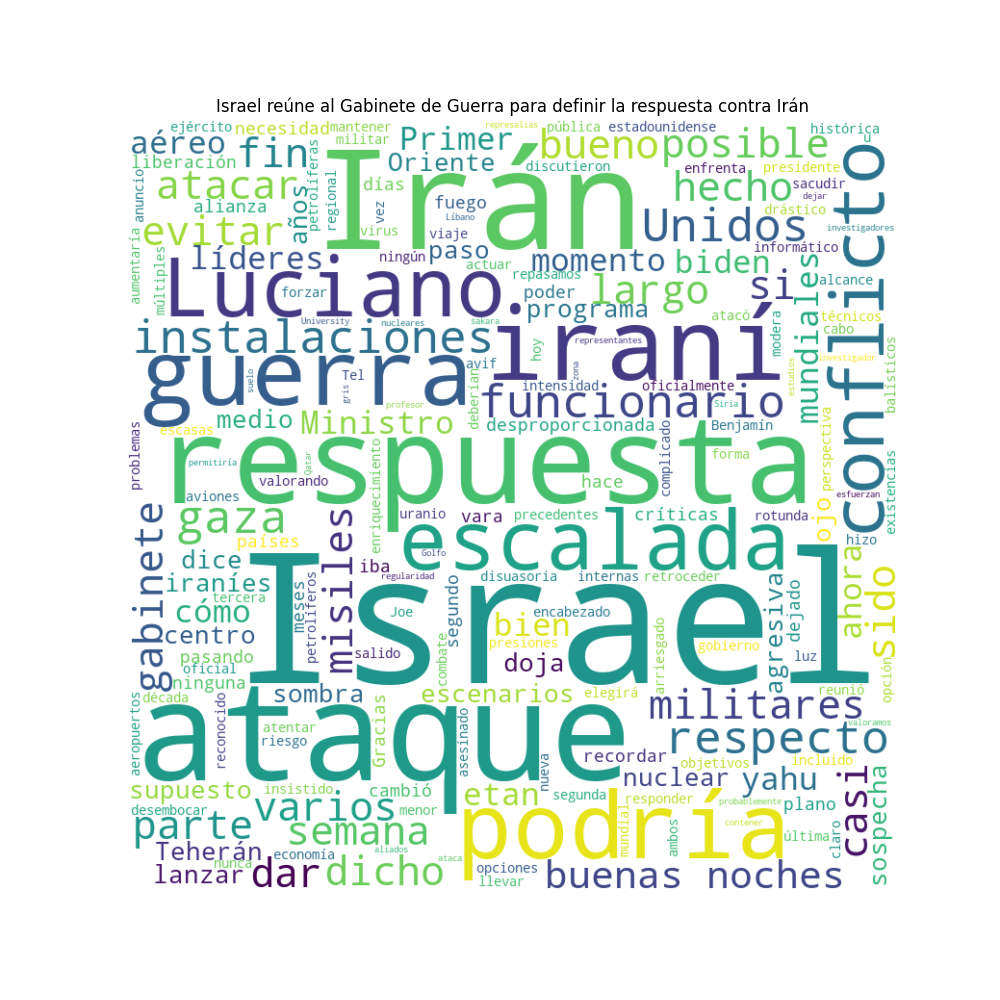 Israel reúne al Gabinete de Guerra para definir la respuesta contra Irán
ejército
necesidad
mantener
represalias
pública
estadounidense
histórica
aéreo
fin
militar
Primer
bueno
posible
liberación
petrolíferas
Oriente
discutieron
enfrenta
presidente
anuncio
atacar
años
regional
Irán
días
hecho
sacudir
dejar
alianza
vez
fuego
Líbano
Unidos
drástico
conflicto
evitar
virus
viaje
investigadores
líderes
ningún
paso
actuar
momento
biden
informático
aumentaría
múltiples
Luciano
forzar
repasamos
poder
largo
si
mundiales
alcance
programa
atacó
técnicos
instalaciones
University
nucleares
sakara
iraní
representantes
modera
cabo
guerra
suelo
gris
Tel
avif
hoy
zona
investigador
estudios
balísticos
deberían
intensidad
oficialmente
funcionario
profesor
Siria
medio
Ministro
desproporcionada
Benjamín
escasas
problemas
respuesta
complicado
forma
perspectiva
permitiría
Qatar
enriquecimiento
valorando
hace
esfuerzan
existencias
aviones
gaza
uranio
vara
precedentes
críticas
rotunda
ojo
gabinete
países
misiles
escalada
hizo
dice
Golfo
iba
regularidad
disuasoria
internas
retroceder
ahora
sido
iraníes
tercera
meses
petrolíferos
cómo
Joe
segundo
encabezado
agresiva
dejado
centro
Israel
bien
presiones
gobierno
pasando
salido
combate
doja
arriesgado
luz
oficial
ninguna
sombra
escenarios
elegirá
reunió
opción
década
militares
aeropuertos
reconocido
ataque
atentar
riesgo
Gracias
asesinado
nueva
valoramos
respecto
recordar
objetivos
incluido
supuesto
insistido
cambió
etan
segunda
nuclear
yahu
casi
sospecha
desembocar
varios
menor
podría
responder
probablemente
plano
parte
semana
mundial
contener
ambos
última
claro
Teherán
economía
aliados
nunca
ataca
lanzar
dar
dicho
opciones
llevar
buenas noches